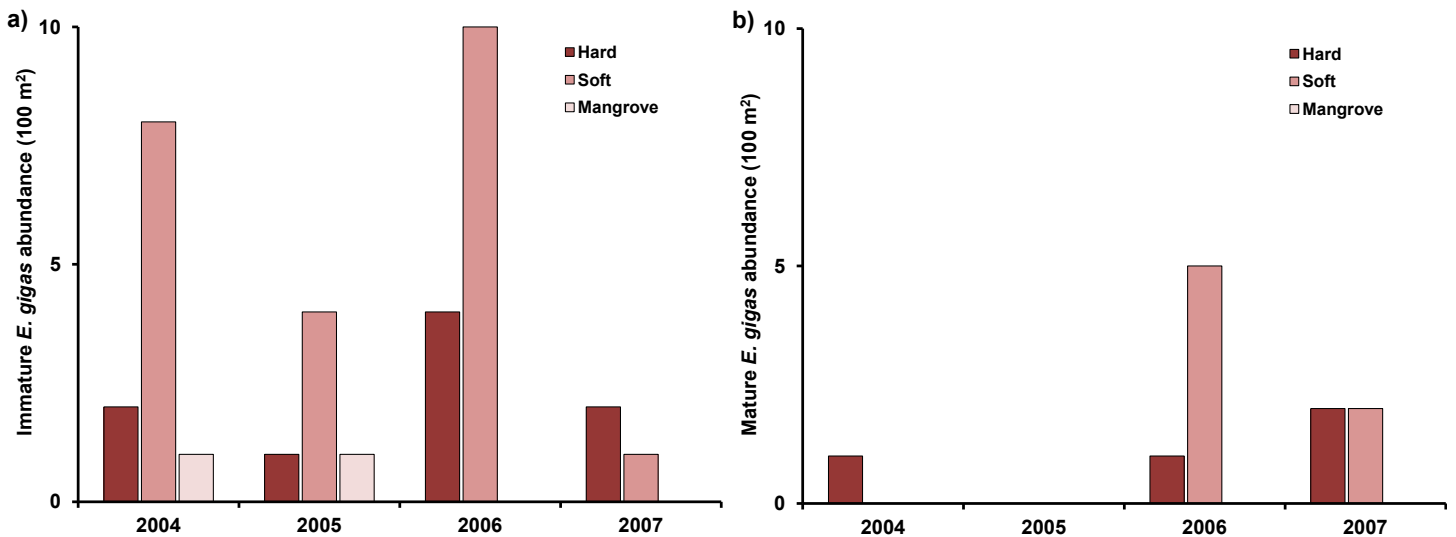 a)
Immature E. gigas abundance (100 m²)
10
5
0
Hard
Soft
Mangrove
2004 2005 2006 2007
b)
Mature E. gigas abundance (100 m²)
10
5
0
Hard
Soft
Mangrove
2004 2005 2006 2007